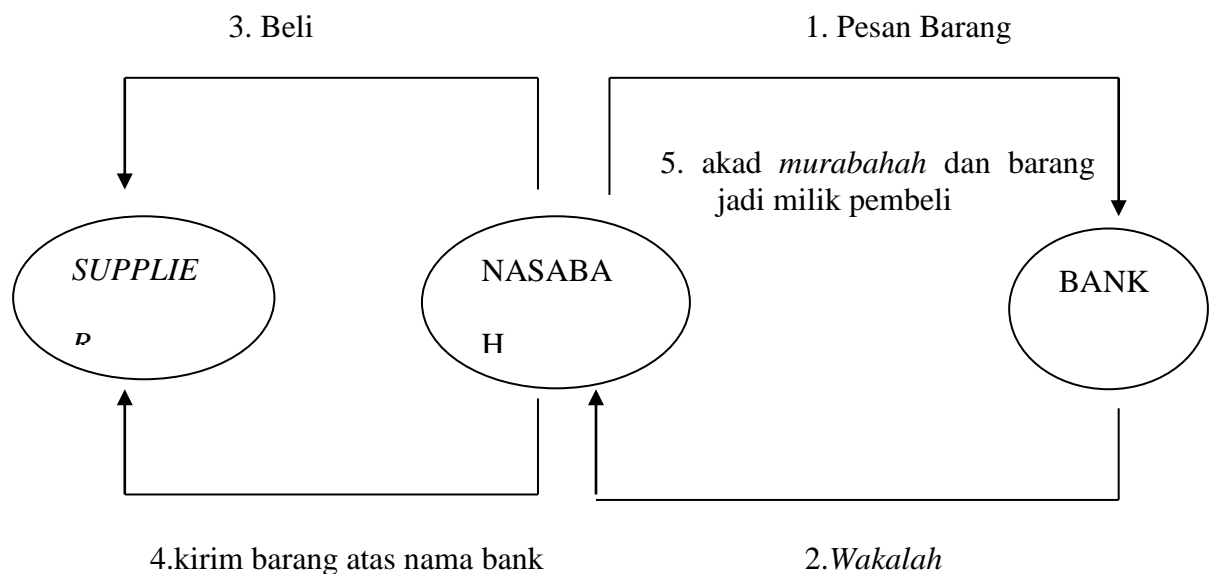 3. Beli
1. Pesan Barang
5. akad murabahah dan barang
jadi milik pembeli
SUPPLIE
R
NASABA
H
BANK
4.kirim barang atas nama bank
2.Wakalah